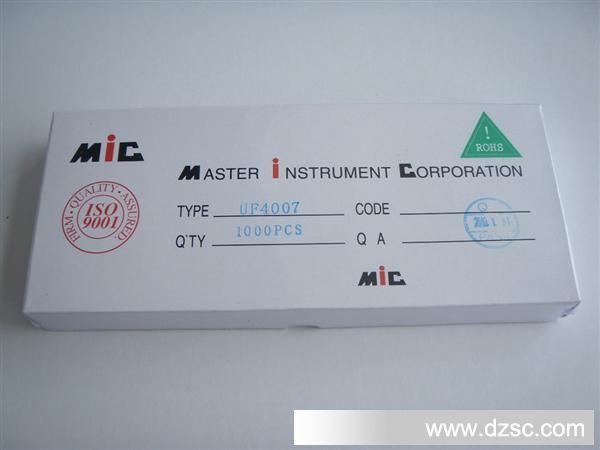 MiC
! ROHS
MASTER INSTRUMENT CORPORATION
FIRM·QUALITY·ASSURED
ISO
9001
TYPE UF4007 CODE
Q'TY 1000PCS Q A
MiC
www.dzsc.com